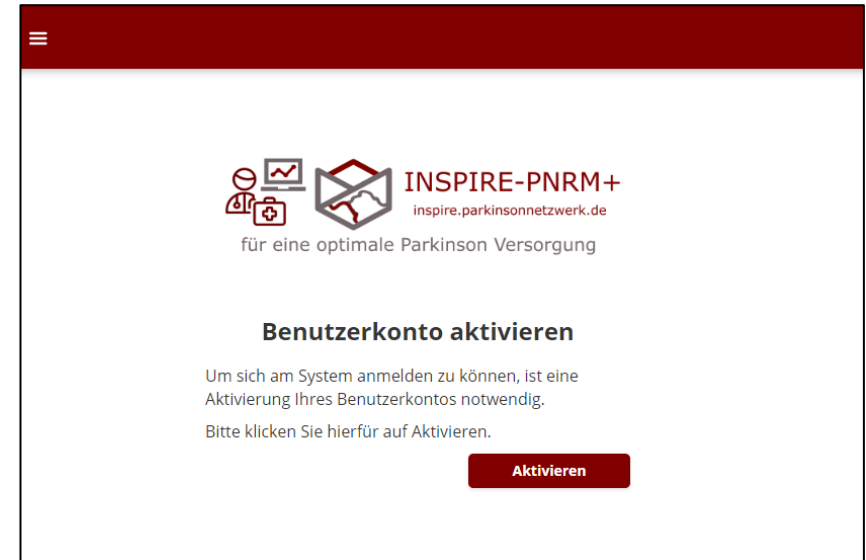 INSPIRE-PNRM+
inspire.parkinsonnetzwerk.de
für eine optimale Parkinson Versorgung
Benutzerkonto aktivieren
Um sich am System anmelden zu können, ist eine
Aktivierung Ihres Benutzerkontos notwendig.
Bitte klicken Sie hierfür auf Aktivieren.
Aktivieren